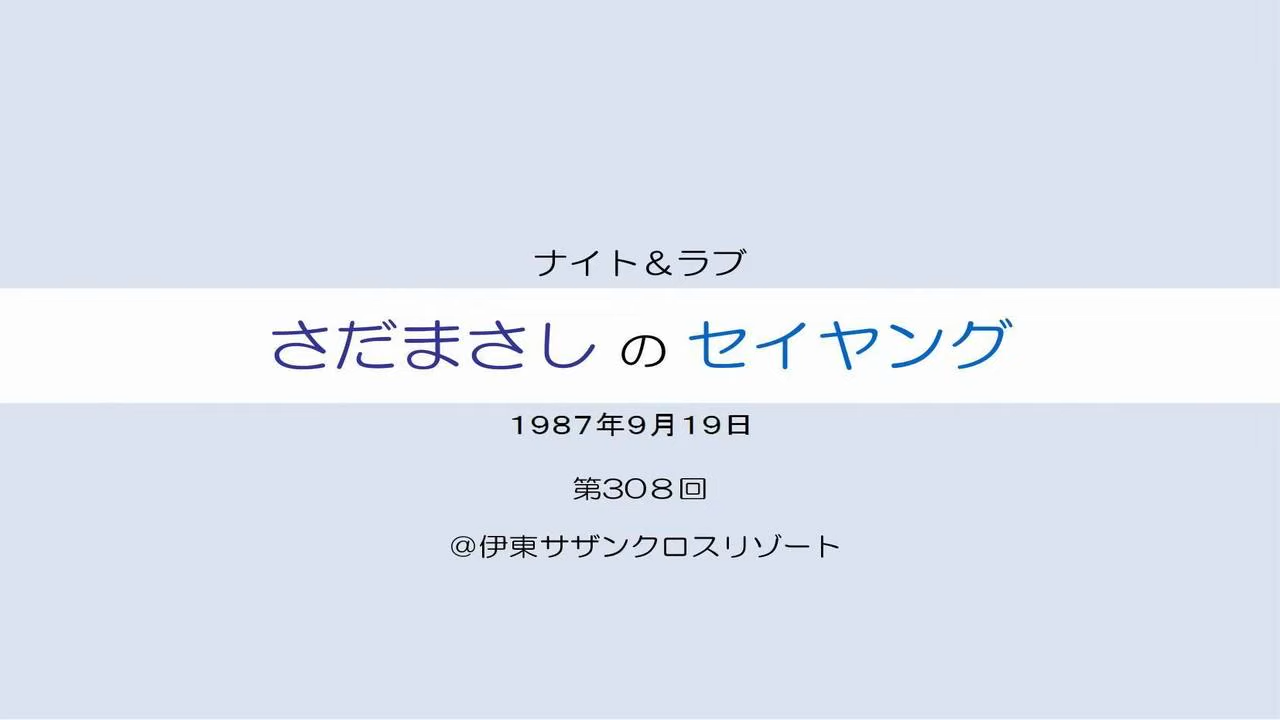 ナイト＆ラブ
さだまさし の セイヤング
1987年9月19日
第308回
＠伊東サザンクロスリゾート